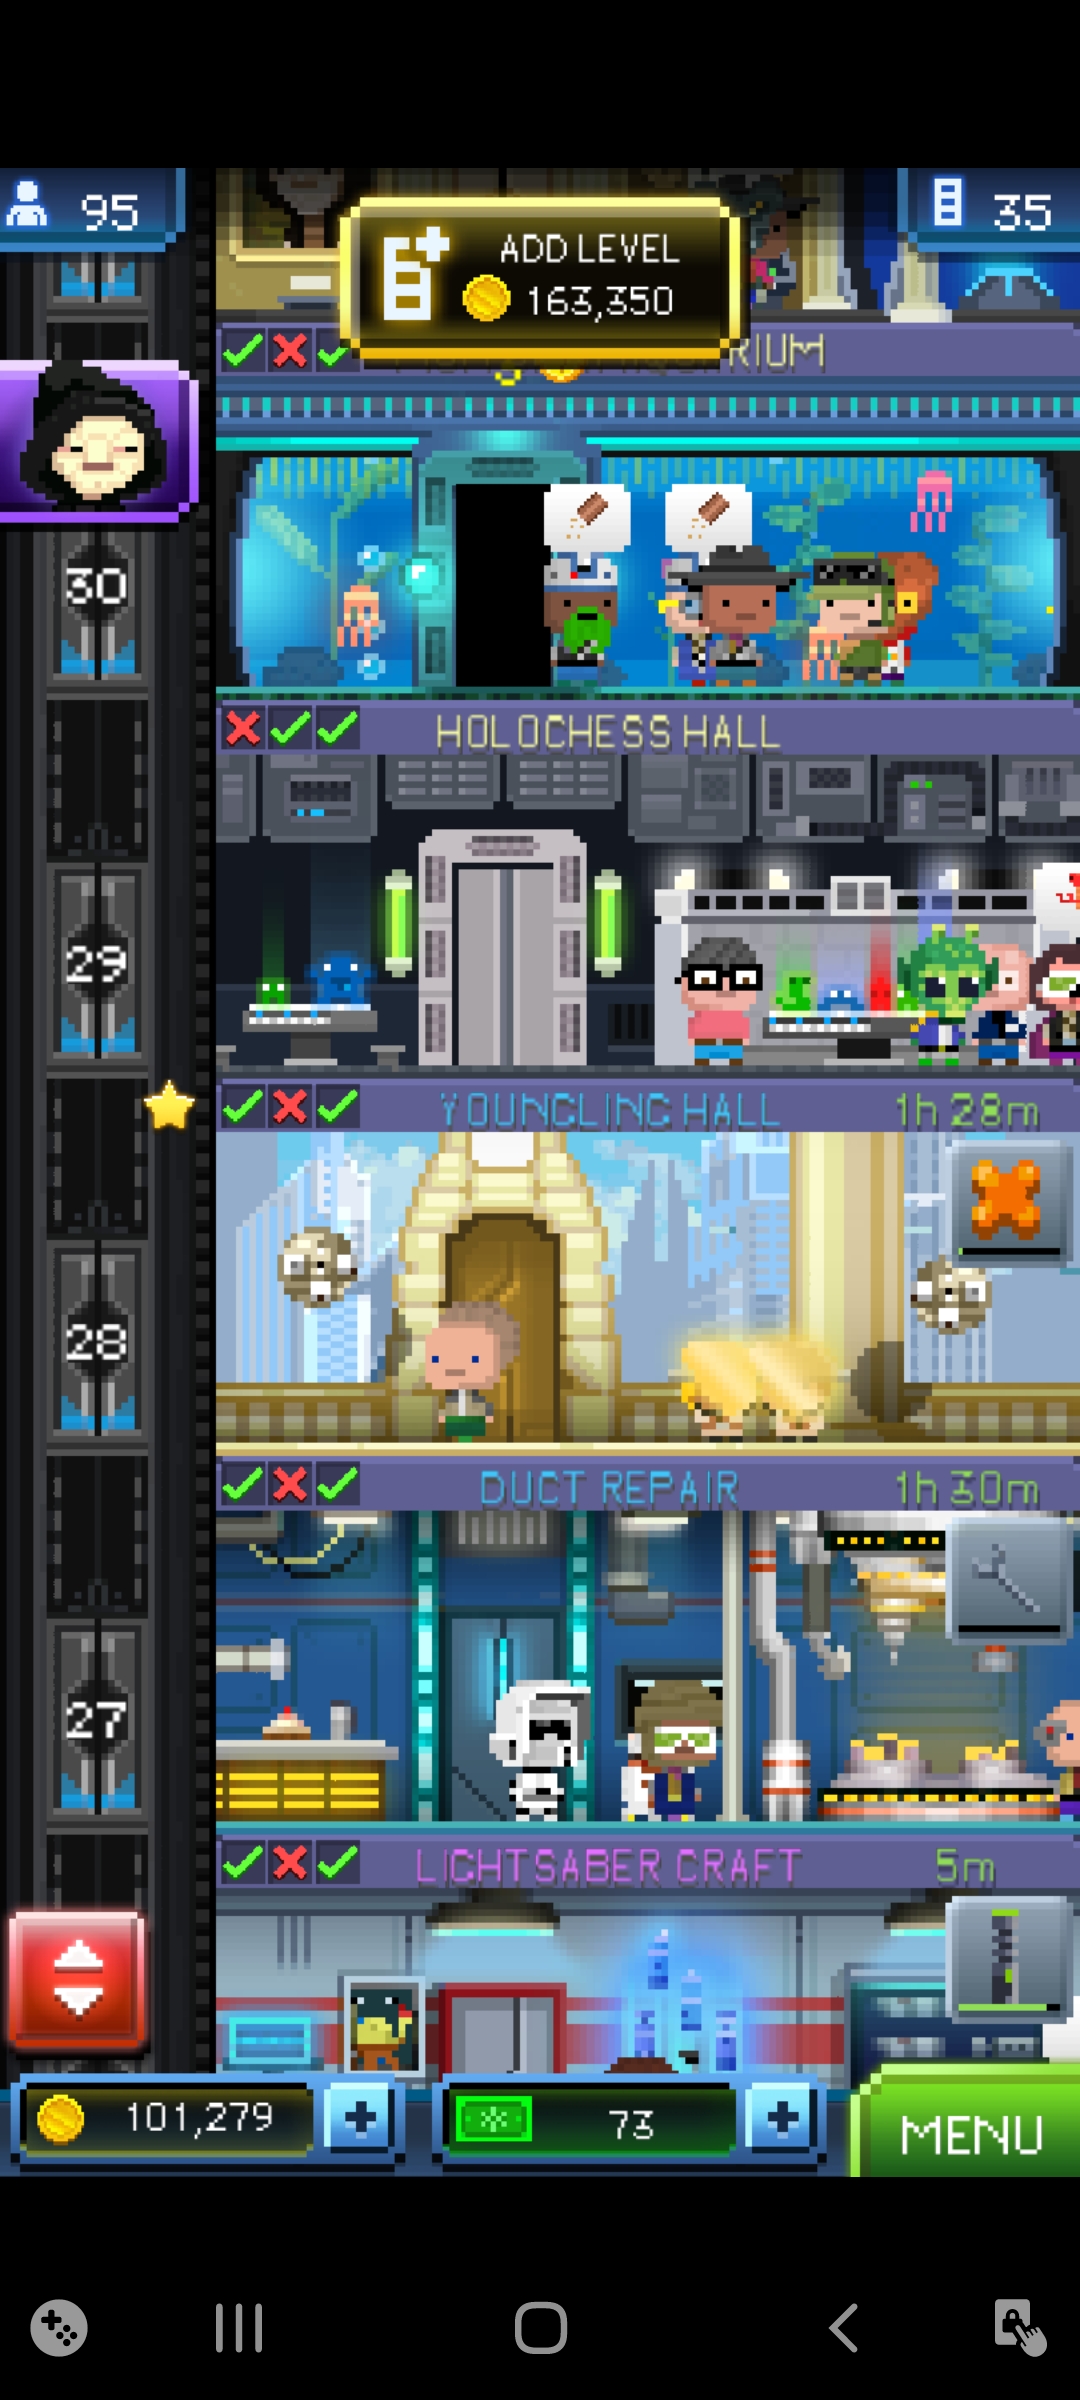 95
ADD LEVEL
163,350
35
RIUM
30
HOLOCHESS HALL
29
YOUNGLING HALL 1h 28m
28
DUCT REPAIR 1h 30m
27
LIGHTSABER CRAFT 5m
101,279
73
MENU